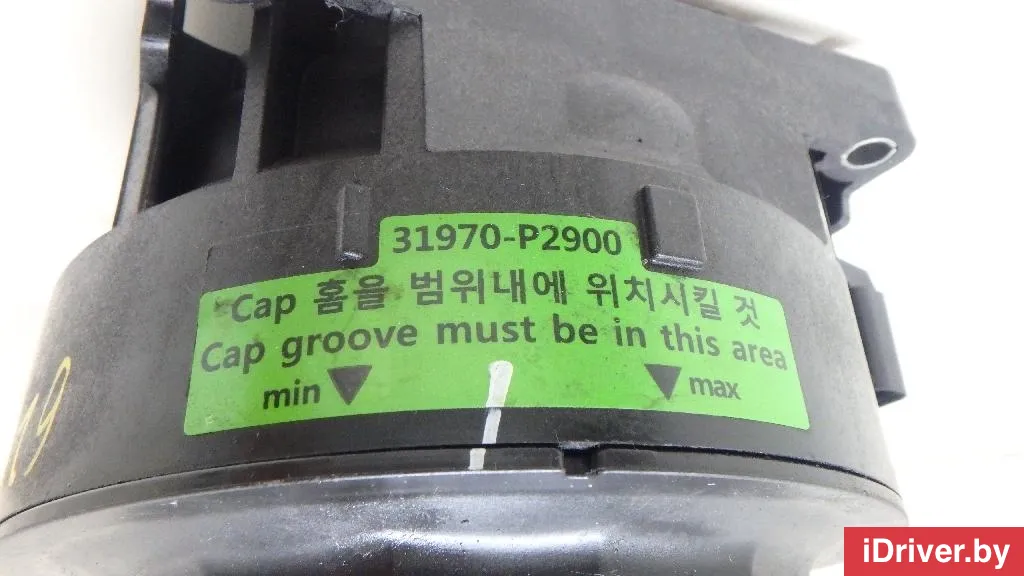 31970-P2900
Cap 홈을 범위내에 위치시킬 것
Cap groove must be in this area
min max
19
iDriver.by